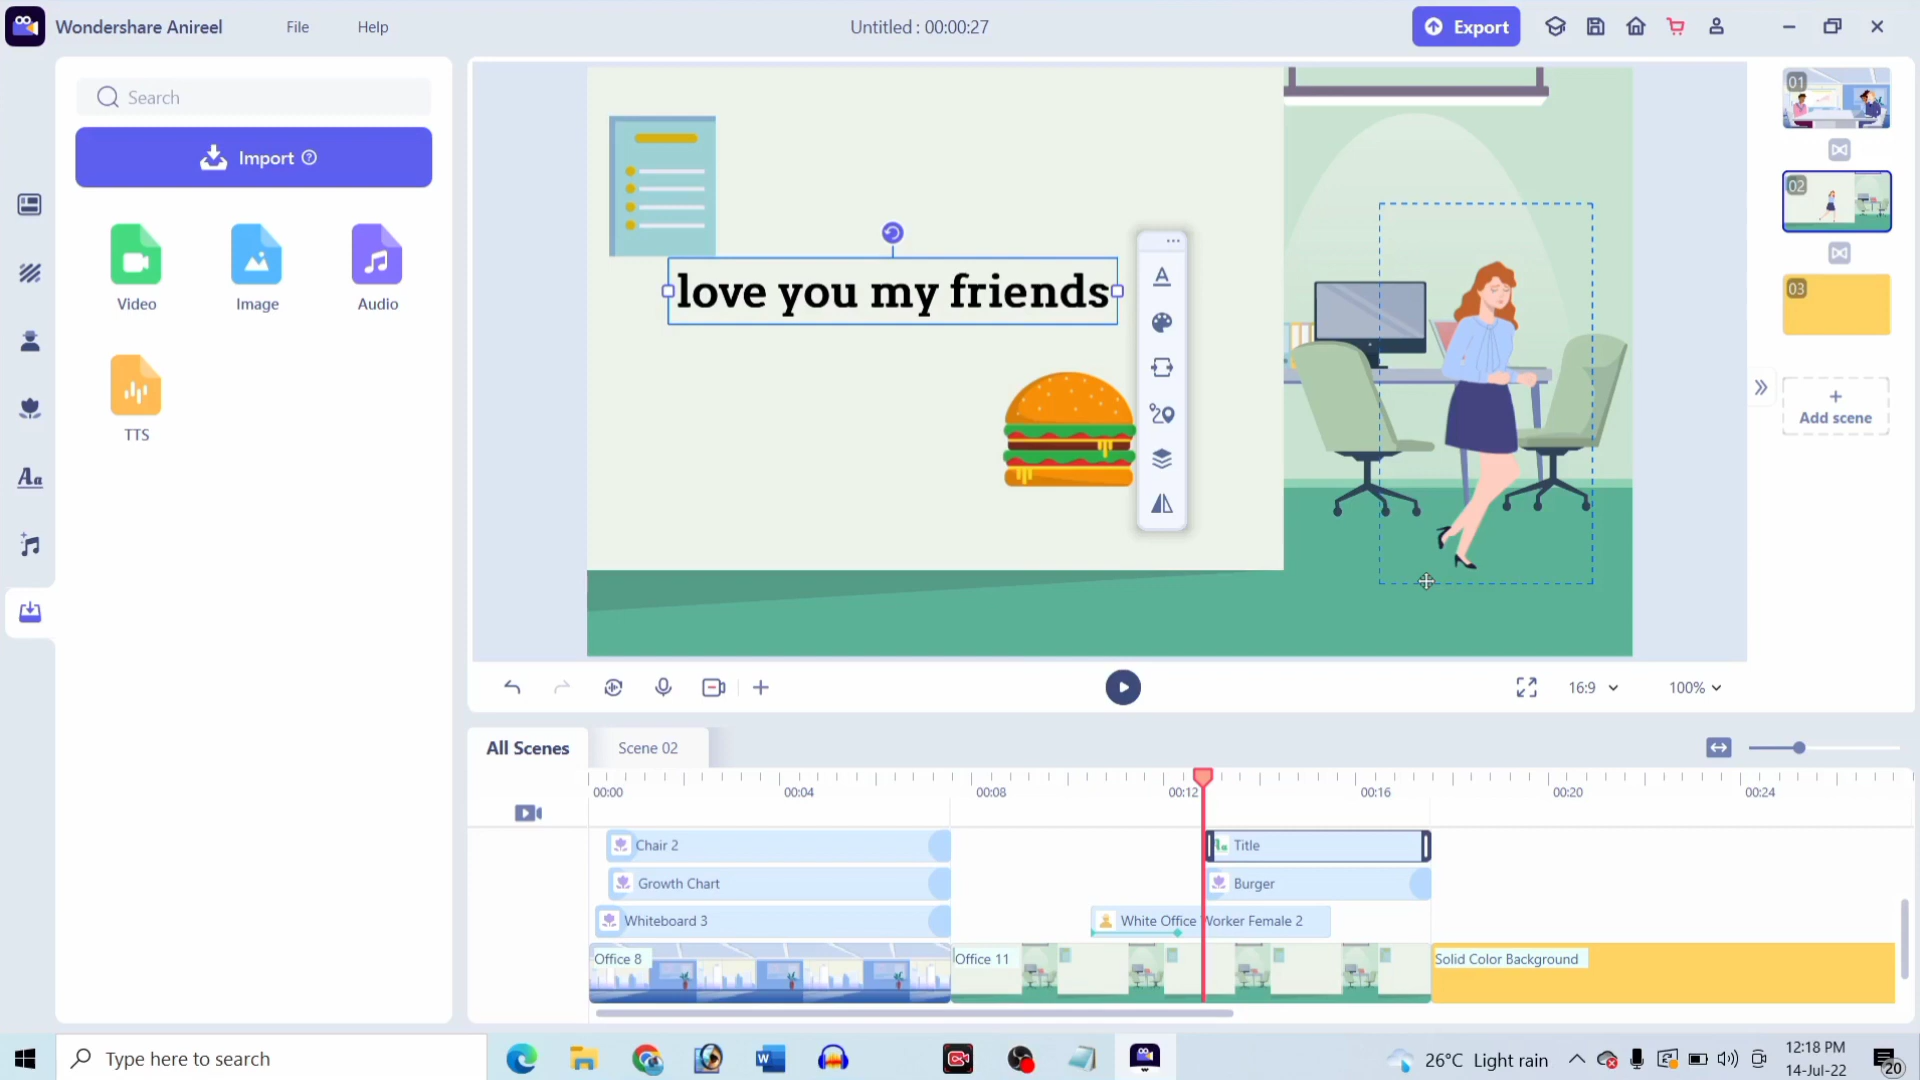 Wondershare Anireel
File
Help
Untitled : 00:00:27
Export
Search
Import
Video
Image
Audio
TTS
love you my friends
01
02
03
+
Add scene
16:9
100%
All Scenes
Scene 02
00:00
00:04
00:08
00:12
00:16
00:20
00:24
Chair 2
Title
Growth Chart
Burger
Whiteboard 3
White Office Worker Female 2
Office 8
Office 11
Solid Color Background
Type here to search
26°C Light rain
12:18 PM
14-Jul-22
20